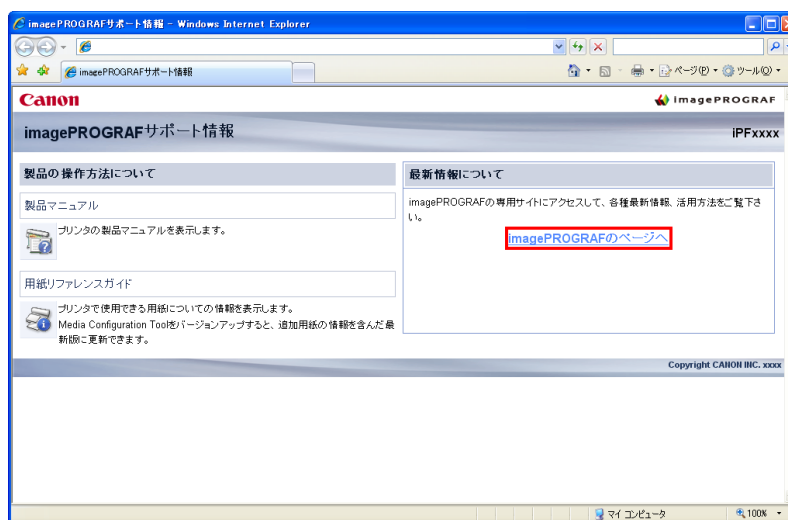 imagePROGRAFサポート情報 - Windows Internet Explorer
imagePROGRAFサポート情報
ページ(P)
ツール(O)
Canon
imagePROGRAF
imagePROGRAFサポート情報
iPFxxxx
製品の操作方法について
製品マニュアル
プリンタの製品マニュアルを表示します。
用紙リファレンスガイド
プリンタで使用できる用紙についての情報を表示します。
Media Configuration Toolをバージョンアップすると、追加用紙の情報を含んだ最
新版に更新できます。
最新情報について
imagePROGRAFの専用サイトにアクセスして、各種最新情報、活用方法をご覧下さ
い。
imagePROGRAFのページへ
Copyright CANON INC. xxxx
マイ コンピュータ
100%